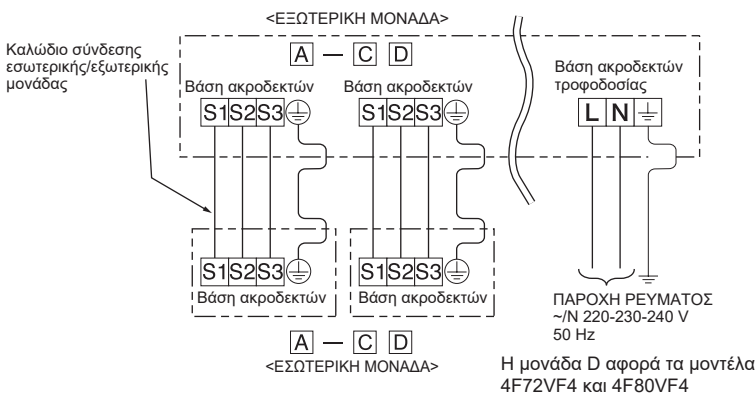 <ΕΞΩΤΕΡΙΚΗ ΜΟΝΑΔΑ>
A — C D
Καλώδιο σύνδεσης
εσωτερικής/εξωτερικής
μονάδας
Βάση ακροδεκτών
Βάση ακροδεκτών
Βάση ακροδεκτών
τροφοδοσίας
S1 S2 S3
S1 S2 S3
L N
S1 S2 S3
S1 S2 S3
Βάση ακροδεκτών
Βάση ακροδεκτών
ΠΑΡΟΧΗ ΡΕΥΜΑΤΟΣ
~/N 220-230-240 V
50 Hz
A — C D
<ΕΣΩΤΕΡΙΚΗ ΜΟΝΑΔΑ>
Η μονάδα D αφορά τα μοντέλα
4F72VF4 και 4F80VF4